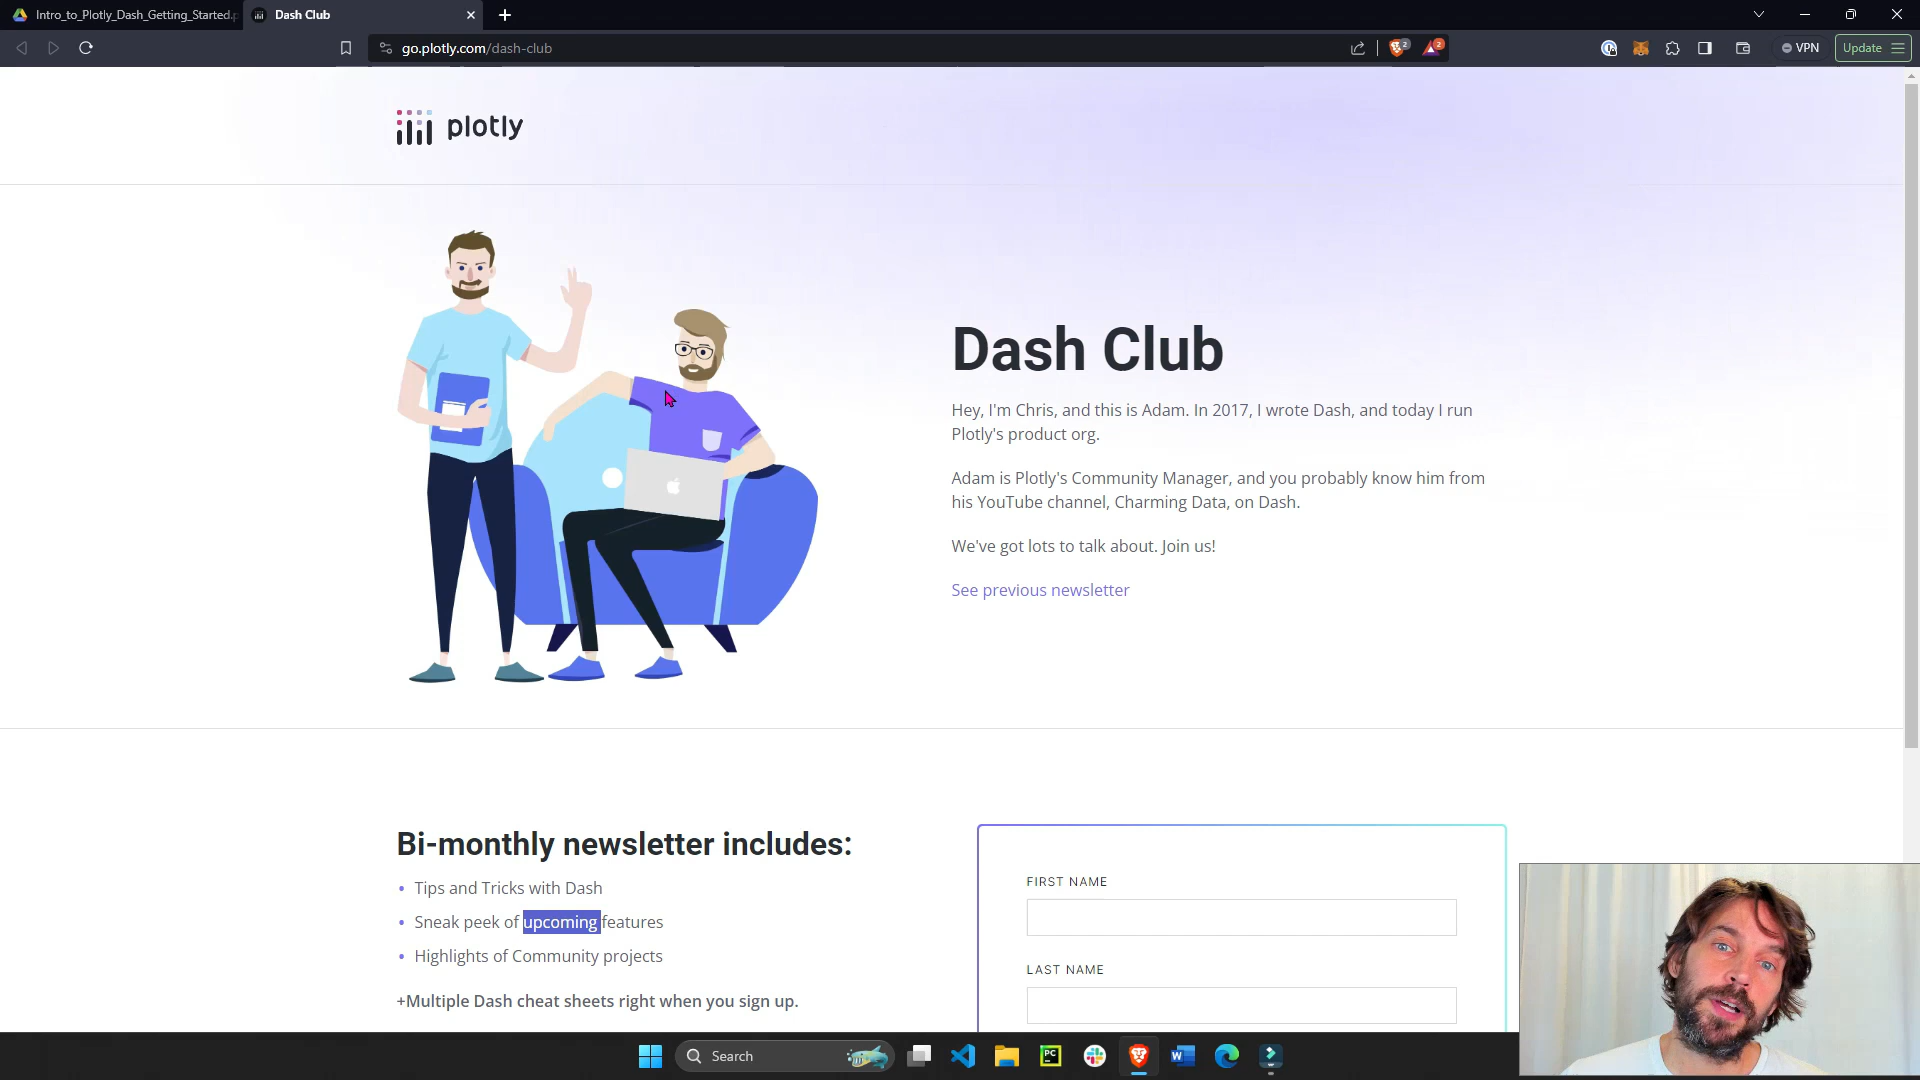 Intro_to_Plotly_Dash_Getting_Started.p
Dash Club
go.plotly.com/dash-club
2
2
VPN
Update
plotly
Dash Club
Hey, I'm Chris, and this is Adam. In 2017, I wrote Dash, and today I run
Plotly's product org.
Adam is Plotly's Community Manager, and you probably know him from
his YouTube channel, Charming Data, on Dash.
We've got lots to talk about. Join us!
See previous newsletter
Bi-monthly newsletter includes:
• Tips and Tricks with Dash
• Sneak peek of upcoming features
• Highlights of Community projects
+Multiple Dash cheat sheets right when you sign up.
FIRST NAME
LAST NAME
Search
PC
W